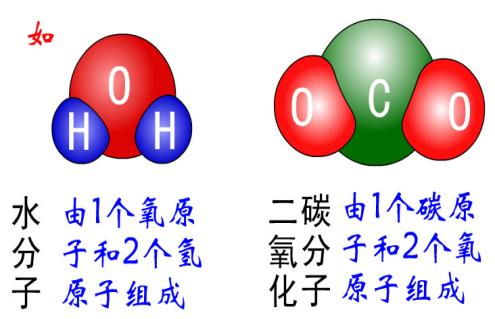 如
O
H H
O C O
水分子
由1个氧原
子和2个氢
原子组成
二氧化碳分子
由1个碳原
子和2个氧
原子组成